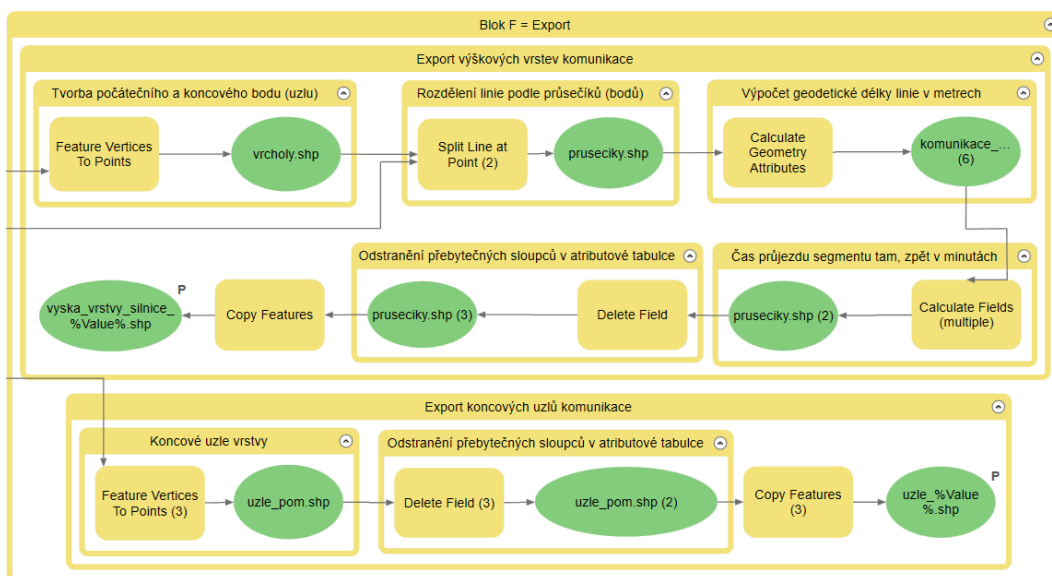 Blok F = Export
Export výškových vrstev komunikace
Tvorba počátečního a koncového bodu (uzlu)
Feature Vertices
To Points
vrcholy.shp
Rozdělení linie podle průsečíků (bodů)
Split Line at
Point (2)
pruseciky.shp
Výpočet geodetické délky linie v metrech
Calculate
Geometry
Attributes
komunikace_...
(6)
Odstranění přebytečných sloupců v atributové tabulce
Čas průjezdu segmentu tam, zpět v minutách
P
vyska_vrstvy_silnice_
%Value%.shp
Copy Features
pruseciky.shp (3)
Delete Field
pruseciky.shp (2)
Calculate Fields
(multiple)
Export koncových uzlů komunikace
Koncové uzle vrstvy
Feature Vertices
To Points (3)
uzle_pom.shp
Odstranění přebytečných sloupců v atributové tabulce
Delete Field (3)
uzle_pom.shp (2)
Copy Features
(3)
P
uzle_%Value
%.shp